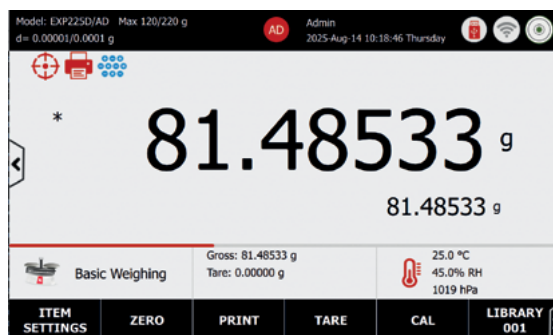 Model: EXP225D/AD Max 120/220 g
d= 0.00001/0.0001 g
AD
Admin
2025-Aug-14 10:18:46 Thursday
*
81.48533 g
81.48533 g
Basic Weighing
Gross: 81.48533 g
Tare: 0.00000 g
25.0 °C
45.0% RH
1019 hPa
ITEM
SETTINGS
ZERO
PRINT
TARE
CAL
LIBRARY
001